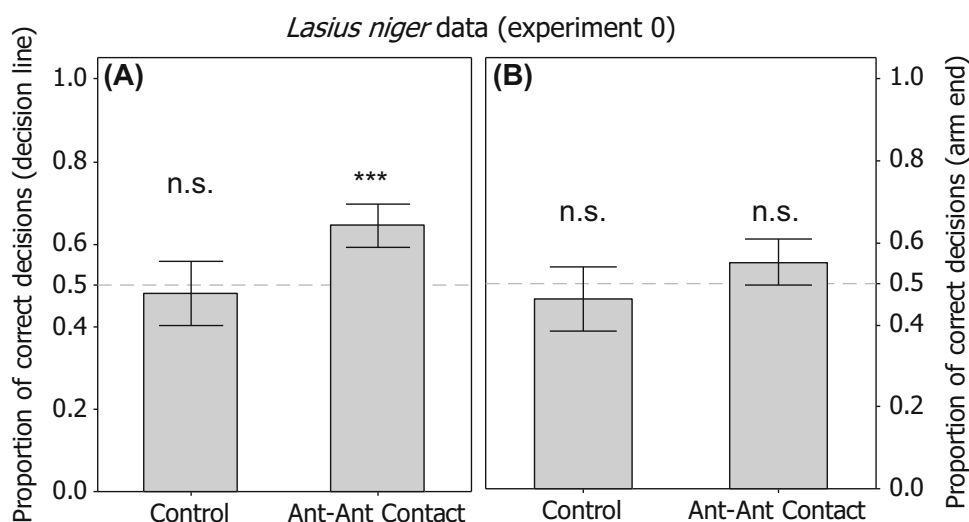 Lasius niger data (experiment 0)
Proportion of correct decisions (decision line)
(A)
1.0
0.8
0.6
0.5
0.4
0.2
0.0
n.s.
***
Control
Ant-Ant Contact
(B)
n.s.
n.s.
Control
Ant-Ant Contact
1.0
0.8
0.6
0.5
0.4
0.2
0.0
Proportion of correct decisions (arm end)